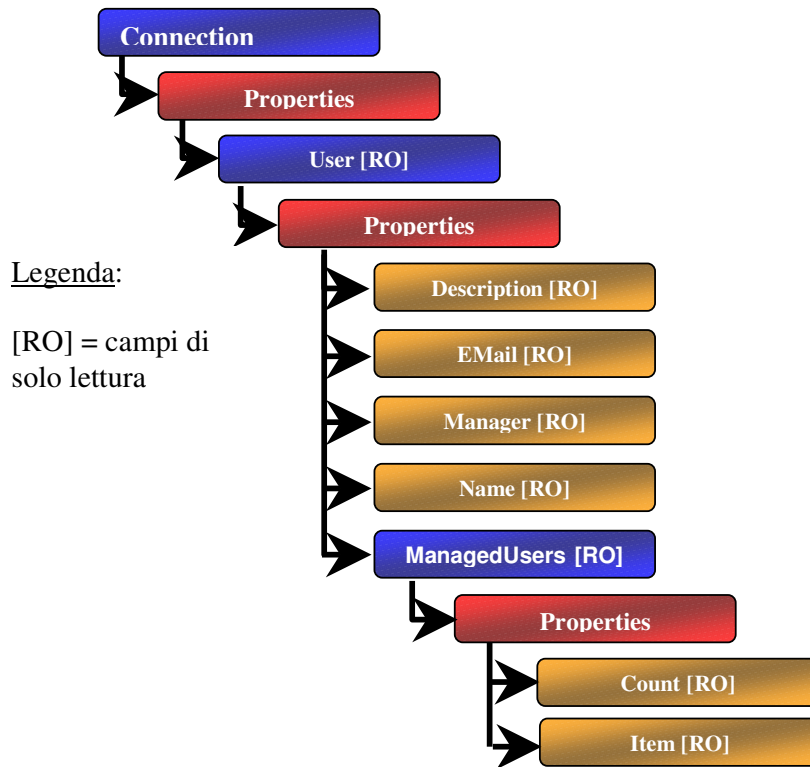 Connection
Properties
User [RO]
Properties
Legenda:
[RO] = campi di
solo lettura
Description [RO]
EMail [RO]
Manager [RO]
Name [RO]
ManagedUsers [RO]
Properties
Count [RO]
Item [RO]